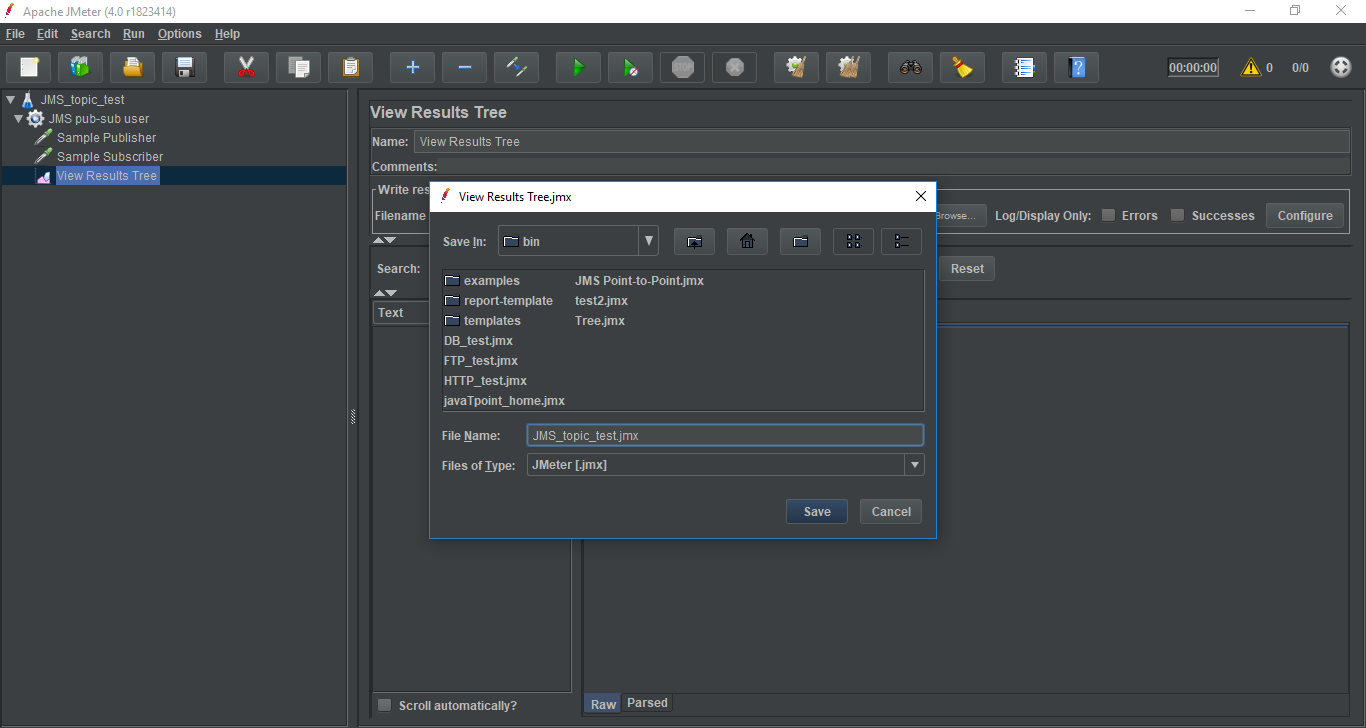 Apache JMeter (4.0 r1823414)
File Edit Search Run Options Help
STOP
00:00:00 0 0/0
JMS_topic_test
JMS pub-sub user
Sample Publisher
Sample Subscriber
View Results Tree
View Results Tree
Name: View Results Tree
Comments:
Write res
Filename
Browse... Log/Display Only: Errors Successes Configure
Search: Reset
Text
View Results Tree.jmx
Save In: bin
examples JMS Point-to-Point.jmx
report-template test2.jmx
templates Tree.jmx
DB_test.jmx
FTP_test.jmx
HTTP_test.jmx
javaTpoint_home.jmx
File Name: JMS_topic_test.jmx
Files of Type: JMeter [.jmx]
Save Cancel
Scroll automatically?
Raw Parsed